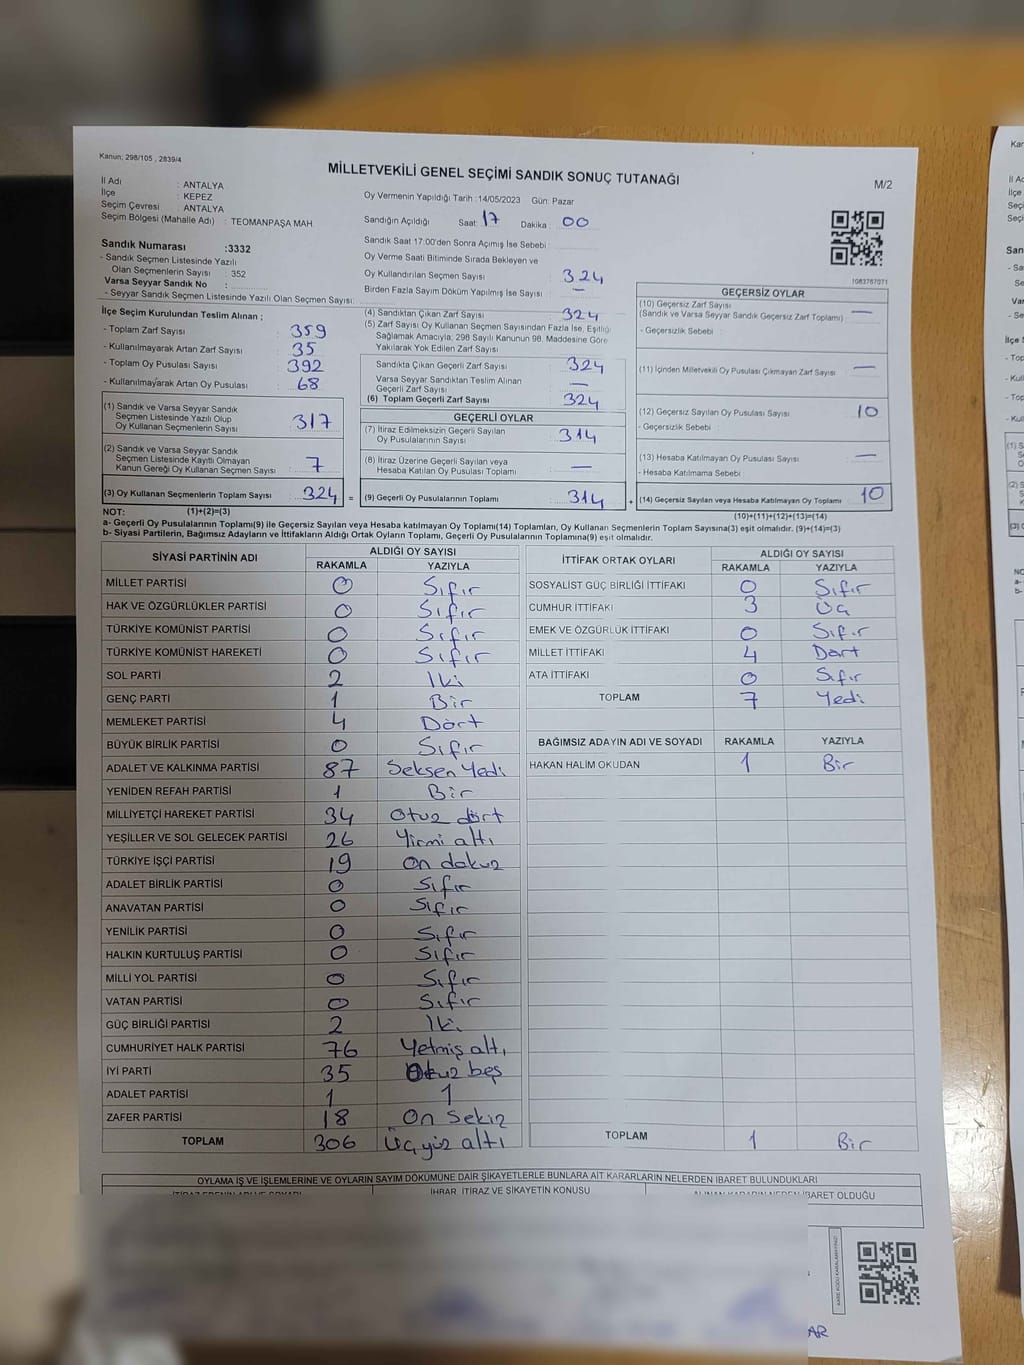 Kanun: 298/105 , 2839/4
MİLLETVEKİLİ GENEL SEÇİMİ SANDIK SONUÇ TUTANAĞI
M/2
İl Adı : ANTALYA
İlçe : KEPEZ
Seçim Çevresi : ANTALYA
Seçim Bölgesi (Mahalle Adı) : TEOMANPAŞA MAH
Oy Vermenin Yapıldığı Tarih :14/05/2023 Gün: Pazar
Sandığın Açıldığı Saat: 17 Dakika : 00
Sandık Numarası :3332
- Sandık Seçmen Listesinde Yazılı
Olan Seçmenlerin Sayısı : 352
Varsa Seyyar Sandık No :
- Seyyar Sandık Seçmen Listesinde Yazılı Olan Seçmen Sayısı:
Sandık Saat 17.00'den Sonra Açılmış İse Sebebi :
Oy Verme Saati Bitiminde Sırada Bekleyen ve
Oy Kullandırılan Seçmen Sayısı : 324
Birden Fazla Sayım Döküm Yapılmış İse Sayısı : —
1083767071
İlçe Seçim Kurulundan Teslim Alınan ;
- Toplam Zarf Sayısı : 359
- Kullanılmayarak Artan Zarf Sayısı : 35
- Toplam Oy Pusulası Sayısı : 392
- Kullanılmayarak Artan Oy Pusulası : 68
(1) Sandık ve Varsa Seyyar Sandık
Seçmen Listesinde Yazılı Olup
Oy Kullanan Seçmenlerin Sayısı : 317
(2) Sandık ve Varsa Seyyar Sandık
Seçmen Listesinde Kayıtlı Olmayan
Kanun Gereği Oy Kullanan Seçmen Sayısı : 7
(3) Oy Kullanan Seçmenlerin Toplam Sayısı : 324 =
(4) Sandıktan Çıkan Zarf Sayısı : 324
(5) Zarf Sayısı Oy Kullanan Seçmen Sayısından Fazla İse, Eşitliği
Sağlamak Amacıyla; 298 Sayılı Kanunun 98. Maddesine Göre
Yakılarak Yok Edilen Zarf Sayısı
Sandıkta Çıkan Geçerli Zarf Sayısı : 324
Varsa Seyyar Sandıktan Teslim Alınan
Geçerli Zarf Sayısı : —
(6) Toplam Geçerli Zarf Sayısı : 324
GEÇERLİ OYLAR
(7) İtiraz Edilmeksizin Geçerli Sayılan
Oy Pusulalarının Sayısı : 314
(8) İtiraz Üzerine Geçerli Sayılan veya
Hesaba Katılan Oy Pusulası Toplamı : —
(9) Geçerli Oy Pusulalarının Toplamı : 314 +
GEÇERSİZ OYLAR
(10) Geçersiz Zarf Sayısı
(Sandık ve Varsa Seyyar Sandık Geçersiz Zarf Toplamı) —
- Geçersizlik Sebebi :
(11) İçinden Milletvekili Oy Pusulası Çıkmayan Zarf Sayısı —
(12) Geçersiz Sayılan Oy Pusulası Sayısı : 10
- Geçersizlik Sebebi :
(13) Hesaba Katılmayan Oy Pusulası Sayısı : —
- Hesaba Katılmama Sebebi :
(14) Geçersiz Sayılan veya Hesaba Katılmayan Oy Toplamı : 10
NOT: (1)+(2)=(3)
(10)+(11)+(12)+(13)=(14)
a- Geçerli Oy Pusulalarının Toplamı(9) ile Geçersiz Sayılan veya Hesaba Katılmayan Oy Toplamı(14) Toplamları, Oy Kullanan Seçmenlerin Toplam Sayısına(3) eşit olmalıdır. (9)+(14)=(3)
b- Siyasi Partilerin, Bağımsız Adayların ve İttifakların Aldığı Ortak Oyların Toplamı, Geçerli Oy Pusulalarının Toplamına(9) eşit olmalıdır.
SİYASİ PARTİNİN ADI ALDIĞI OY SAYISI
RAKAMLA YAZIYLA
MİLLET PARTİSİ 0 Sıfır
HAK VE ÖZGÜRLÜKLER PARTİSİ 0 Sıfır
TÜRKİYE KOMÜNİST PARTİSİ 0 Sıfır
TÜRKİYE KOMÜNİST HAREKETİ 0 Sıfır
SOL PARTİ 2 İki
GENÇ PARTİ 1 Bir
MEMLEKET PARTİSİ 4 Dört
BÜYÜK BİRLİK PARTİSİ 0 Sıfır
ADALET VE KALKINMA PARTİSİ 87 Seksen Yedi
YENİDEN REFAH PARTİSİ 1 Bir
MİLLİYETÇİ HAREKET PARTİSİ 34 Otuz dört
YEŞİLLER VE SOL GELECEK PARTİSİ 26 Yirmi altı
TÜRKİYE İŞÇİ PARTİSİ 19 On dokuz
ADALET BİRLİK PARTİSİ 0 Sıfır
ANAVATAN PARTİSİ 0 Sıfır
YENİLİK PARTİSİ 0 Sıfır
HALKIN KURTULUŞ PARTİSİ 0 Sıfır
MİLLİ YOL PARTİSİ 0 Sıfır
VATAN PARTİSİ 0 Sıfır
GÜÇ BİRLİĞİ PARTİSİ 2 İki
CUMHURİYET HALK PARTİSİ 76 Yetmiş altı
İYİ PARTİ 35 Otuz beş
ADALET PARTİSİ 1 1
ZAFER PARTİSİ 18 On Sekiz
TOPLAM 306 Üçyüz altı
İTTİFAK ORTAK OYLARI ALDIĞI OY SAYISI
RAKAMLA YAZIYLA
SOSYALİST GÜÇ BİRLİĞİ İTTİFAKI 0 Sıfır
CUMHUR İTTİFAKI 3 Üç
EMEK VE ÖZGÜRLÜK İTTİFAKI 0 Sıfır
MİLLET İTTİFAKI 4 Dört
ATA İTTİFAKI 0 Sıfır
TOPLAM 7 Yedi
BAĞIMSIZ ADAYIN ADI VE SOYADI RAKAMLA YAZIYLA
HAKAN HALİM OKUDAN 1 Bir
TOPLAM 1 Bir
OYLAMA İŞ VE İŞLEMLERİNE VE OYLARIN SAYIM DÖKÜMÜNE DAİR ŞİKAYETLERLE BUNLARA AİT KARARLARIN NELERDEN İBARET BULUNDUKLARI
İHBAR, İTİRAZ VE ŞİKAYETİN KONUSU
ALINAN KARARIN NEDEN İBARET OLDUĞU